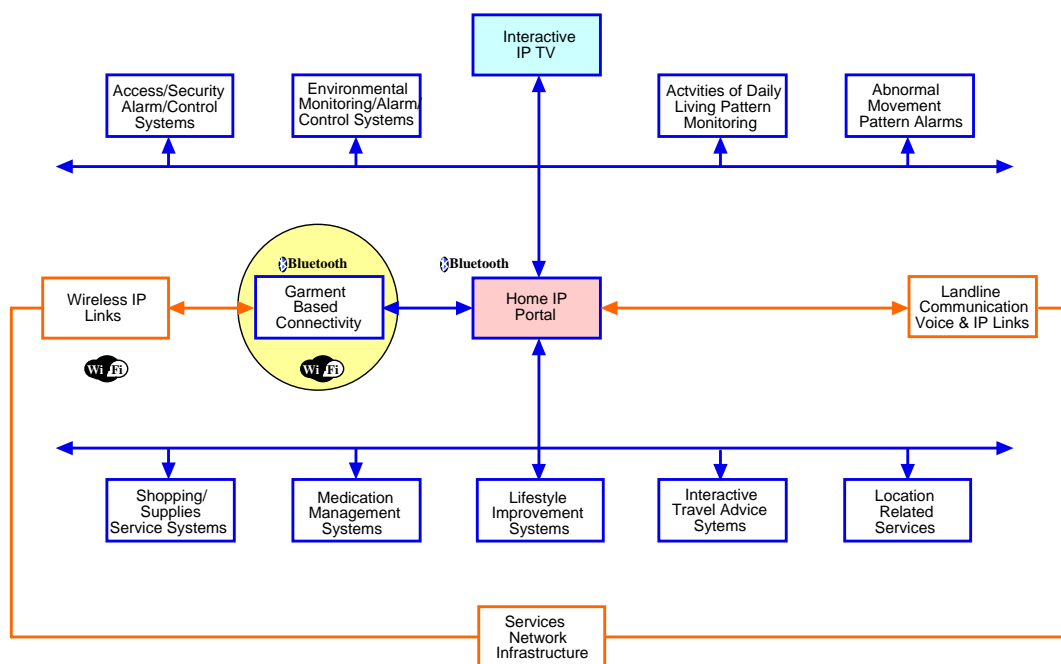 Interactive
IP TV
Access/Security
Alarm/Control
Systems
Environmental
Monitoring/Alarm/
Control Systems
Actvities of Daily
Living Pattern
Monitoring
Abnormal
Movement
Pattern Alarms
Bluetooth
Bluetooth
Wireless IP
Links
Garment
Based
Connectivity
Home IP
Portal
Landline
Communication
Voice & IP Links
Wi Fi
Wi Fi
Shopping/
Supplies
Service Systems
Medication
Management
Systems
Lifestyle
Improvement
Systems
Interactive
Travel Advice
Sytems
Location
Related
Services
Services
Network
Infrastructure